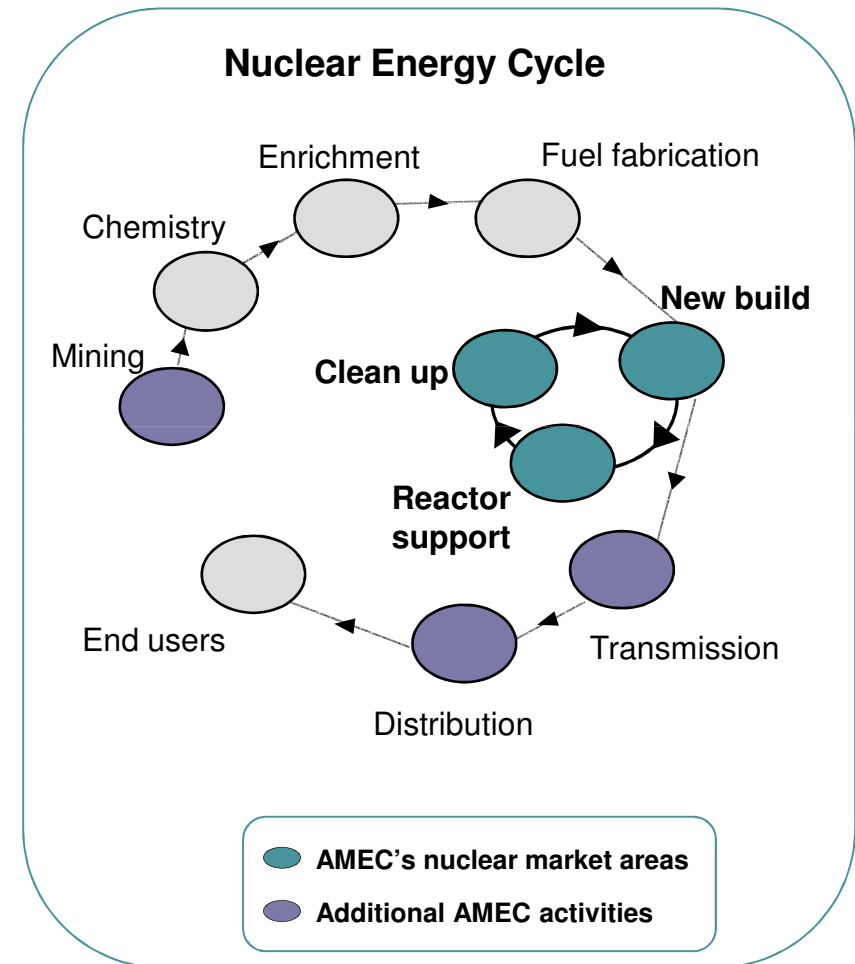 Nuclear Energy Cycle
Enrichment
Fuel fabrication
Chemistry
New build
Mining
Clean up
Reactor
support
End users
Transmission
Distribution
AMEC’s nuclear market areas
Additional AMEC activities